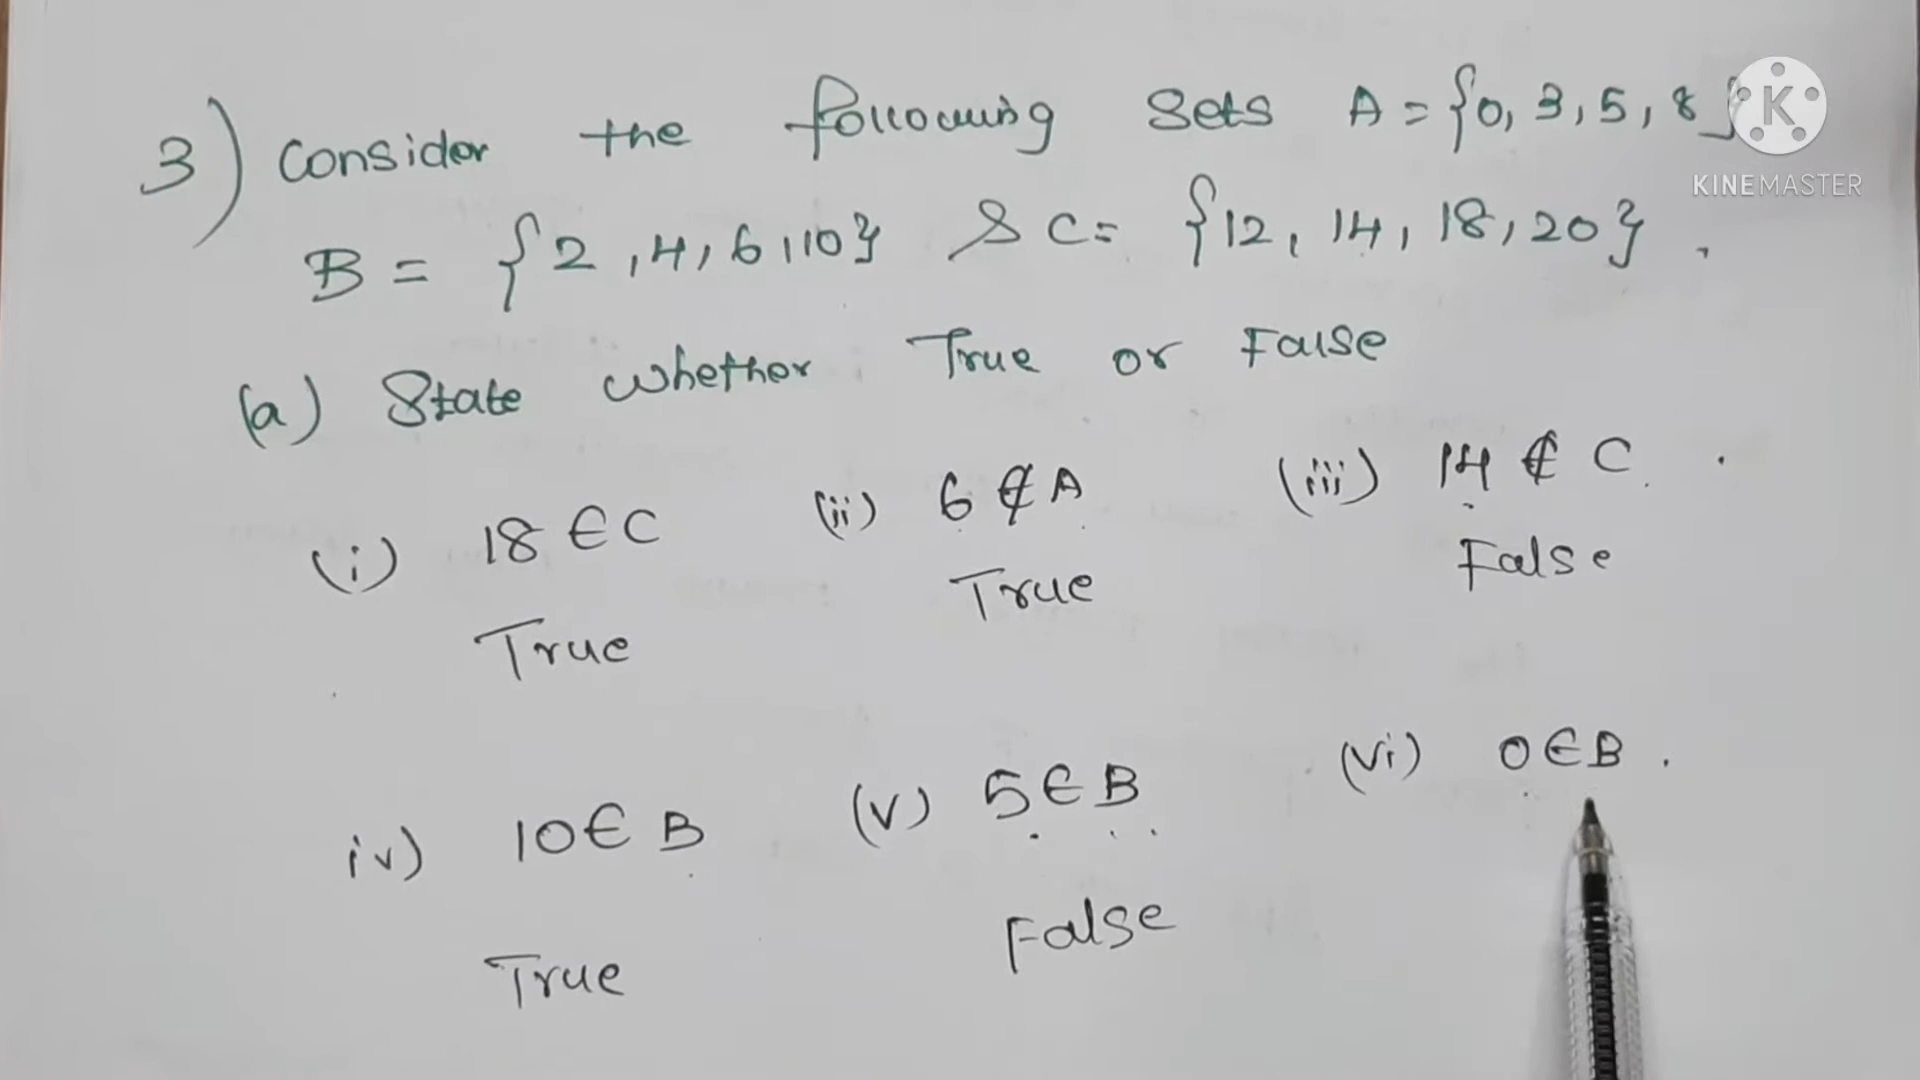 3) Consider the following sets A = {0, 3, 5, 8}
KINEMASTER
B = {2, 4, 6, 10} & C = {12, 14, 18, 20}.
(a) State whether True or False
(i) 18 ∈ C (ii) 6 ∉ A (iii) 14 ∉ C.
True True False
iv) 10 ∈ B (v) 5 ∈ B (vi) 0 ∈ B.
True False